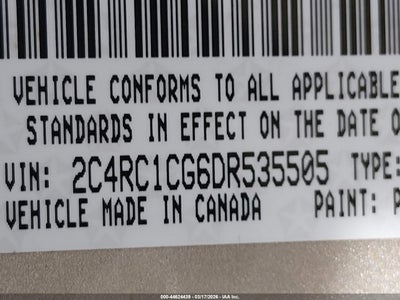 VEHICLE CONFORMS TO ALL APPLICABLE
STANDARDS IN EFFECT ON THE DATE O
VIN: 2C4RC1CG6DR535505 TYPE:
VEHICLE MADE IN CANADA PAINT: P
000-44624439 - 03/17/2026 - IAA Inc.